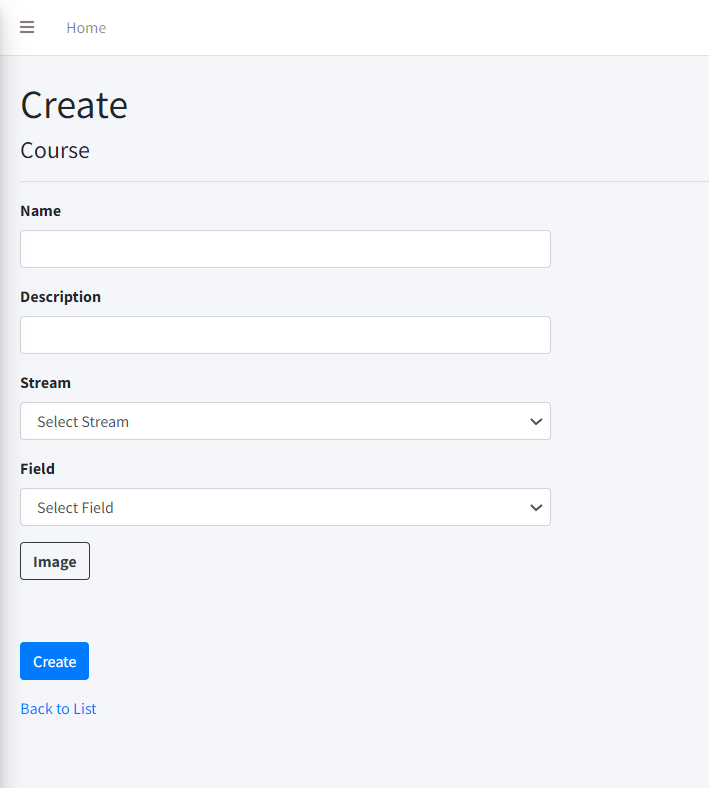 Home
Create
Course
Name
Description
Stream
Select Stream
Field
Select Field
Image
Create
Back to List